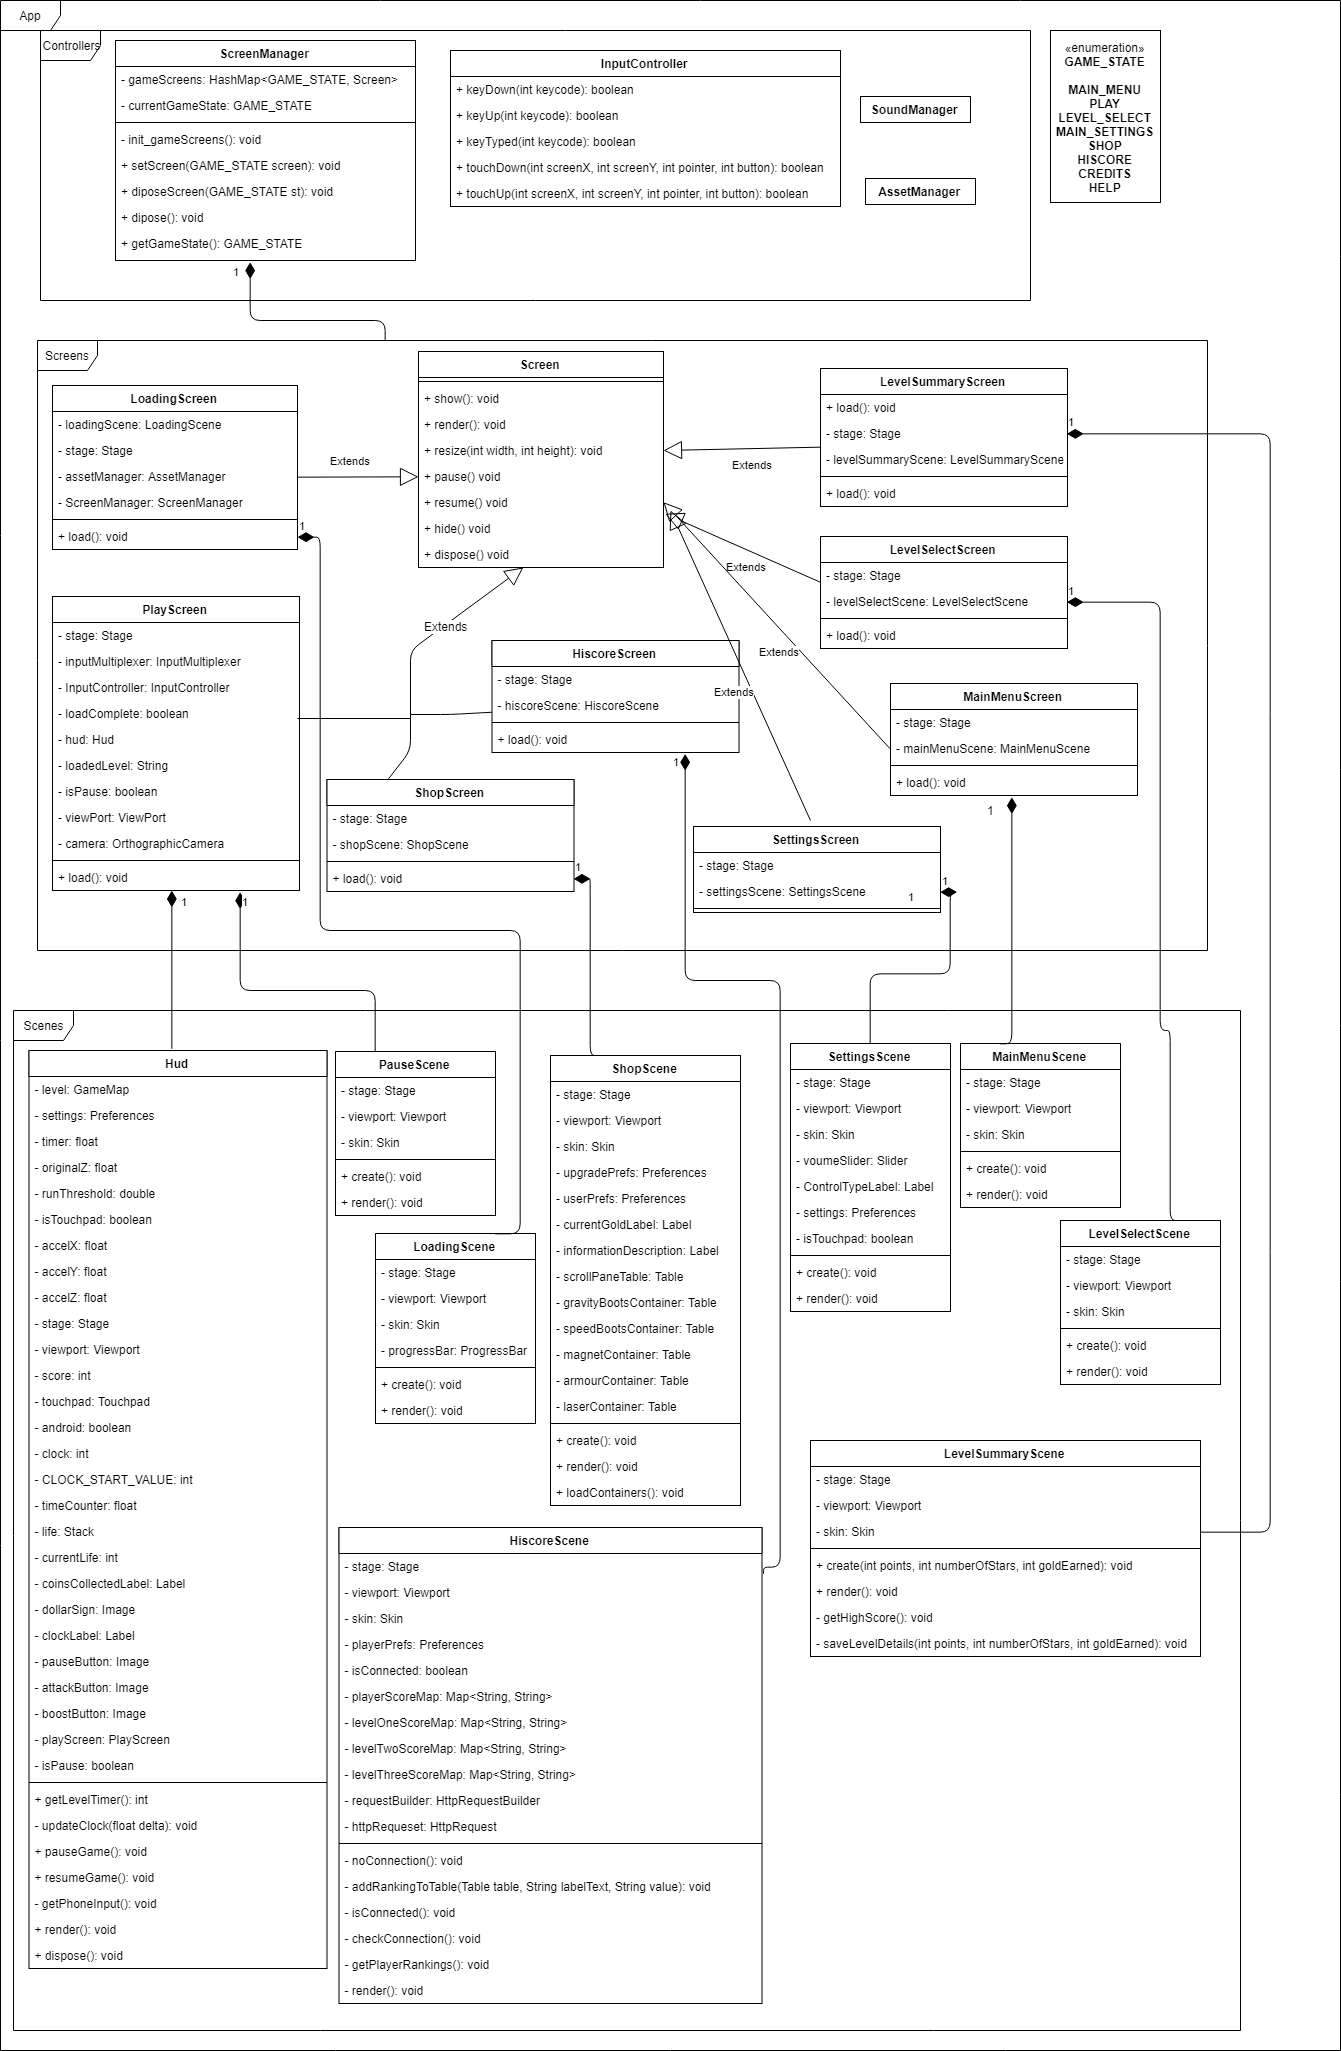 App
Controllers
ScreenManager
- gameScreens: HashMap<GAME_STATE, Screen>
- currentGameState: GAME_STATE
- init_gameScreens(): void
+ setScreen(GAME_STATE screen): void
+ diposeScreen(GAME_STATE st): void
+ dipose(): void
+ getGameState(): GAME_STATE
1
InputController
+ keyDown(int keycode): boolean
+ keyUp(int keycode): boolean
+ keyTyped(int keycode): boolean
+ touchDown(int screenX, int screenY, int pointer, int button): boolean
+ touchUp(int screenX, int screenY, int pointer, int button): boolean
SoundManager
AssetManager
«enumeration»
GAME_STATE
MAIN_MENU
PLAY
LEVEL_SELECT
MAIN_SETTINGS
SHOP
HISCORE
CREDITS
HELP
Screens
LoadingScreen
- loadingScene: LoadingScene
- stage: Stage
- assetManager: AssetManager
- ScreenManager: ScreenManager
+ load(): void
1
Extends
Screen
+ show(): void
+ render(): void
+ resize(int width, int height): void
+ pause() void
+ resume() void
+ hide() void
+ dispose() void
Extends
LevelSummaryScreen
+ load(): void
- stage: Stage
- levelSummaryScene: LevelSummaryScene
+ load(): void
1
Extends
LevelSelectScreen
- stage: Stage
- levelSelectScene: LevelSelectScene
+ load(): void
1
Extends
PlayScreen
- stage: Stage
- inputMultiplexer: InputMultiplexer
- InputController: InputController
- loadComplete: boolean
- hud: Hud
- loadedLevel: String
- isPause: boolean
- viewPort: ViewPort
- camera: OrthographicCamera
+ load(): void
1
1
HiscoreScreen
- stage: Stage
- hiscoreScene: HiscoreScene
+ load(): void
1
Extends
Extends
MainMenuScreen
- stage: Stage
- mainMenuScene: MainMenuScene
+ load(): void
1
ShopScreen
- stage: Stage
- shopScene: ShopScene
+ load(): void
1
SettingsScreen
- stage: Stage
- settingsScene: SettingsScene
1
1
Scenes
Hud
- level: GameMap
- settings: Preferences
- timer: float
- originalZ: float
- runThreshold: double
- isTouchpad: boolean
- accelX: float
- accelY: float
- accelZ: float
- stage: Stage
- viewport: Viewport
- score: int
- touchpad: Touchpad
- android: boolean
- clock: int
- CLOCK_START_VALUE: int
- timeCounter: float
- life: Stack
- currentLife: int
- coinsCollectedLabel: Label
- dollarSign: Image
- clockLabel: Label
- pauseButton: Image
- attackButton: Image
- boostButton: Image
- playScreen: PlayScreen
- isPause: boolean
+ getLevelTimer(): int
- updateClock(float delta): void
+ pauseGame(): void
+ resumeGame(): void
- getPhoneInput(): void
+ render(): void
+ dispose(): void
PauseScene
- stage: Stage
- viewport: Viewport
- skin: Skin
+ create(): void
+ render(): void
LoadingScene
- stage: Stage
- viewport: Viewport
- skin: Skin
- progressBar: ProgressBar
+ create(): void
+ render(): void
ShopScene
- stage: Stage
- viewport: Viewport
- skin: Skin
- upgradePrefs: Preferences
- userPrefs: Preferences
- currentGoldLabel: Label
- informationDescription: Label
- scrollPaneTable: Table
- gravityBootsContainer: Table
- speedBootsContainer: Table
- magnetContainer: Table
- armourContainer: Table
- laserContainer: Table
+ create(): void
+ render(): void
+ loadContainers(): void
SettingsScene
- stage: Stage
- viewport: Viewport
- skin: Skin
- voumeSlider: Slider
- ControlTypeLabel: Label
- settings: Preferences
- isTouchpad: boolean
+ create(): void
+ render(): void
MainMenuScene
- stage: Stage
- viewport: Viewport
- skin: Skin
+ create(): void
+ render(): void
LevelSelectScene
- stage: Stage
- viewport: Viewport
- skin: Skin
+ create(): void
+ render(): void
LevelSummaryScene
- stage: Stage
- viewport: Viewport
- skin: Skin
+ create(int points, int numberOfStars, int goldEarned): void
+ render(): void
- getHighScore(): void
- saveLevelDetails(int points, int numberOfStars, int goldEarned): void
HiscoreScene
- stage: Stage
- viewport: Viewport
- skin: Skin
- playerPrefs: Preferences
- isConnected: boolean
- playerScoreMap: Map<String, String>
- levelOneScoreMap: Map<String, String>
- levelTwoScoreMap: Map<String, String>
- levelThreeScoreMap: Map<String, String>
- requestBuilder: HttpRequestBuilder
- httpRequeset: HttpRequest
- noConnection(): void
- addRankingToTable(Table table, String labelText, String value): void
- isConnected(): void
- checkConnection(): void
- getPlayerRankings(): void
- render(): void